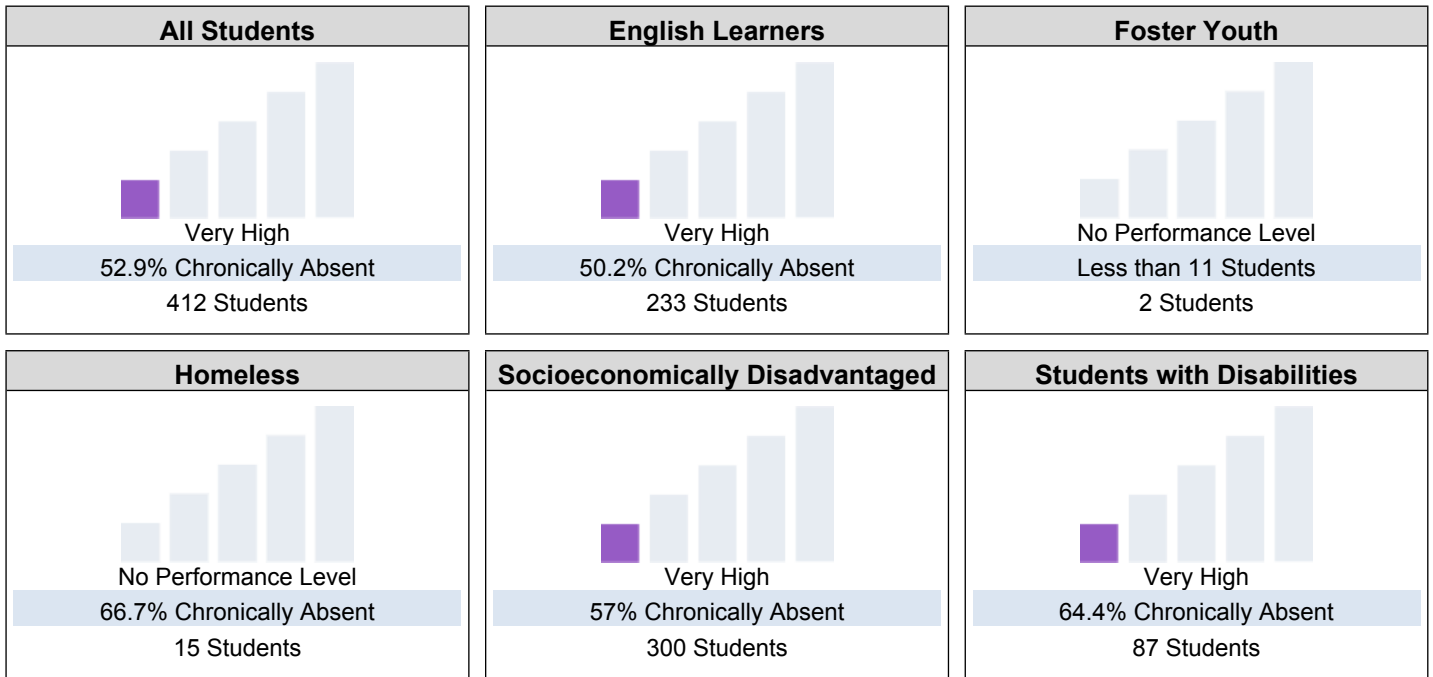 All Students
Very High
52.9% Chronically Absent
412 Students
English Learners
Very High
50.2% Chronically Absent
233 Students
Foster Youth
No Performance Level
Less than 11 Students
2 Students
Homeless
No Performance Level
66.7% Chronically Absent
15 Students
Socioeconomically Disadvantaged
Very High
57% Chronically Absent
300 Students
Students with Disabilities
Very High
64.4% Chronically Absent
87 Students